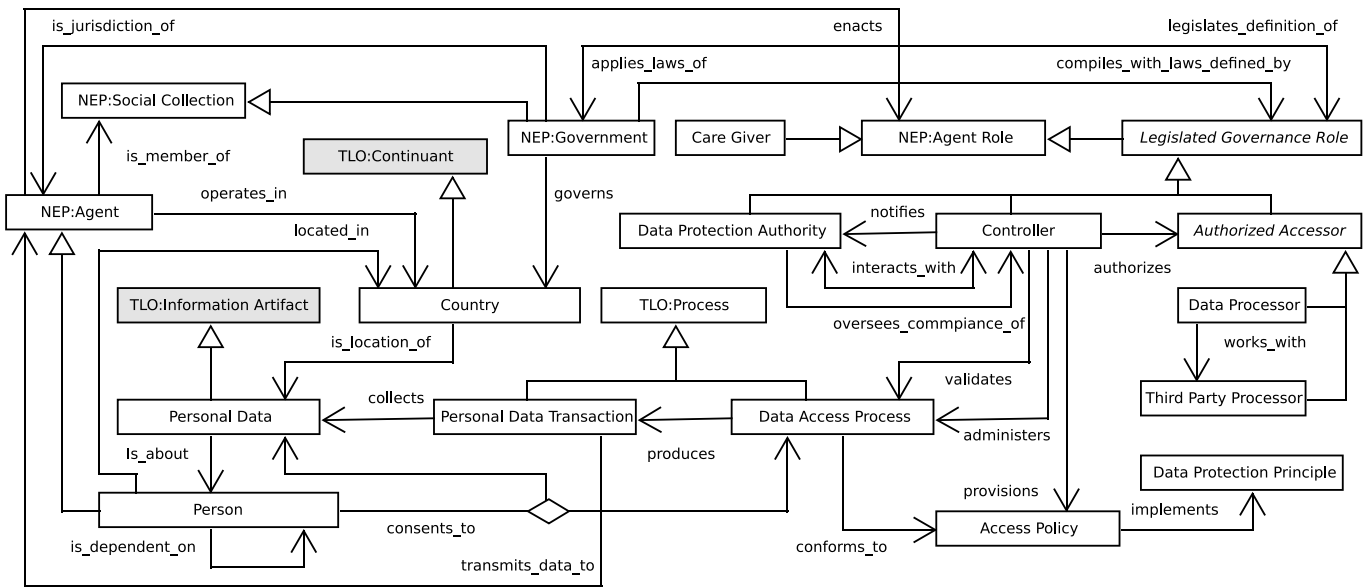 is_jurisdiction_of
enacts
legislates_definition_of
applies_laws_of
compiles_with_laws_defined_by
NEP:Social Collection
NEP:Government
Care Giver
NEP:Agent Role
Legislated Governance Role
TLO:Continuant
is_member_of
operates_in
governs
NEP:Agent
notifies
located_in
Data Protection Authority
Controller
Authorized Accessor
interacts_with
authorizes
TLO:Information Artifact
Country
TLO:Process
Data Processor
oversees_commpiance_of
is_location_of
works_with
validates
collects
Third Party Processor
Personal Data
Personal Data Transaction
Data Access Process
administers
Is_about
produces
Data Protection Principle
provisions
Person
implements
consents_to
Access Policy
is_dependent_on
conforms_to
transmits_data_to